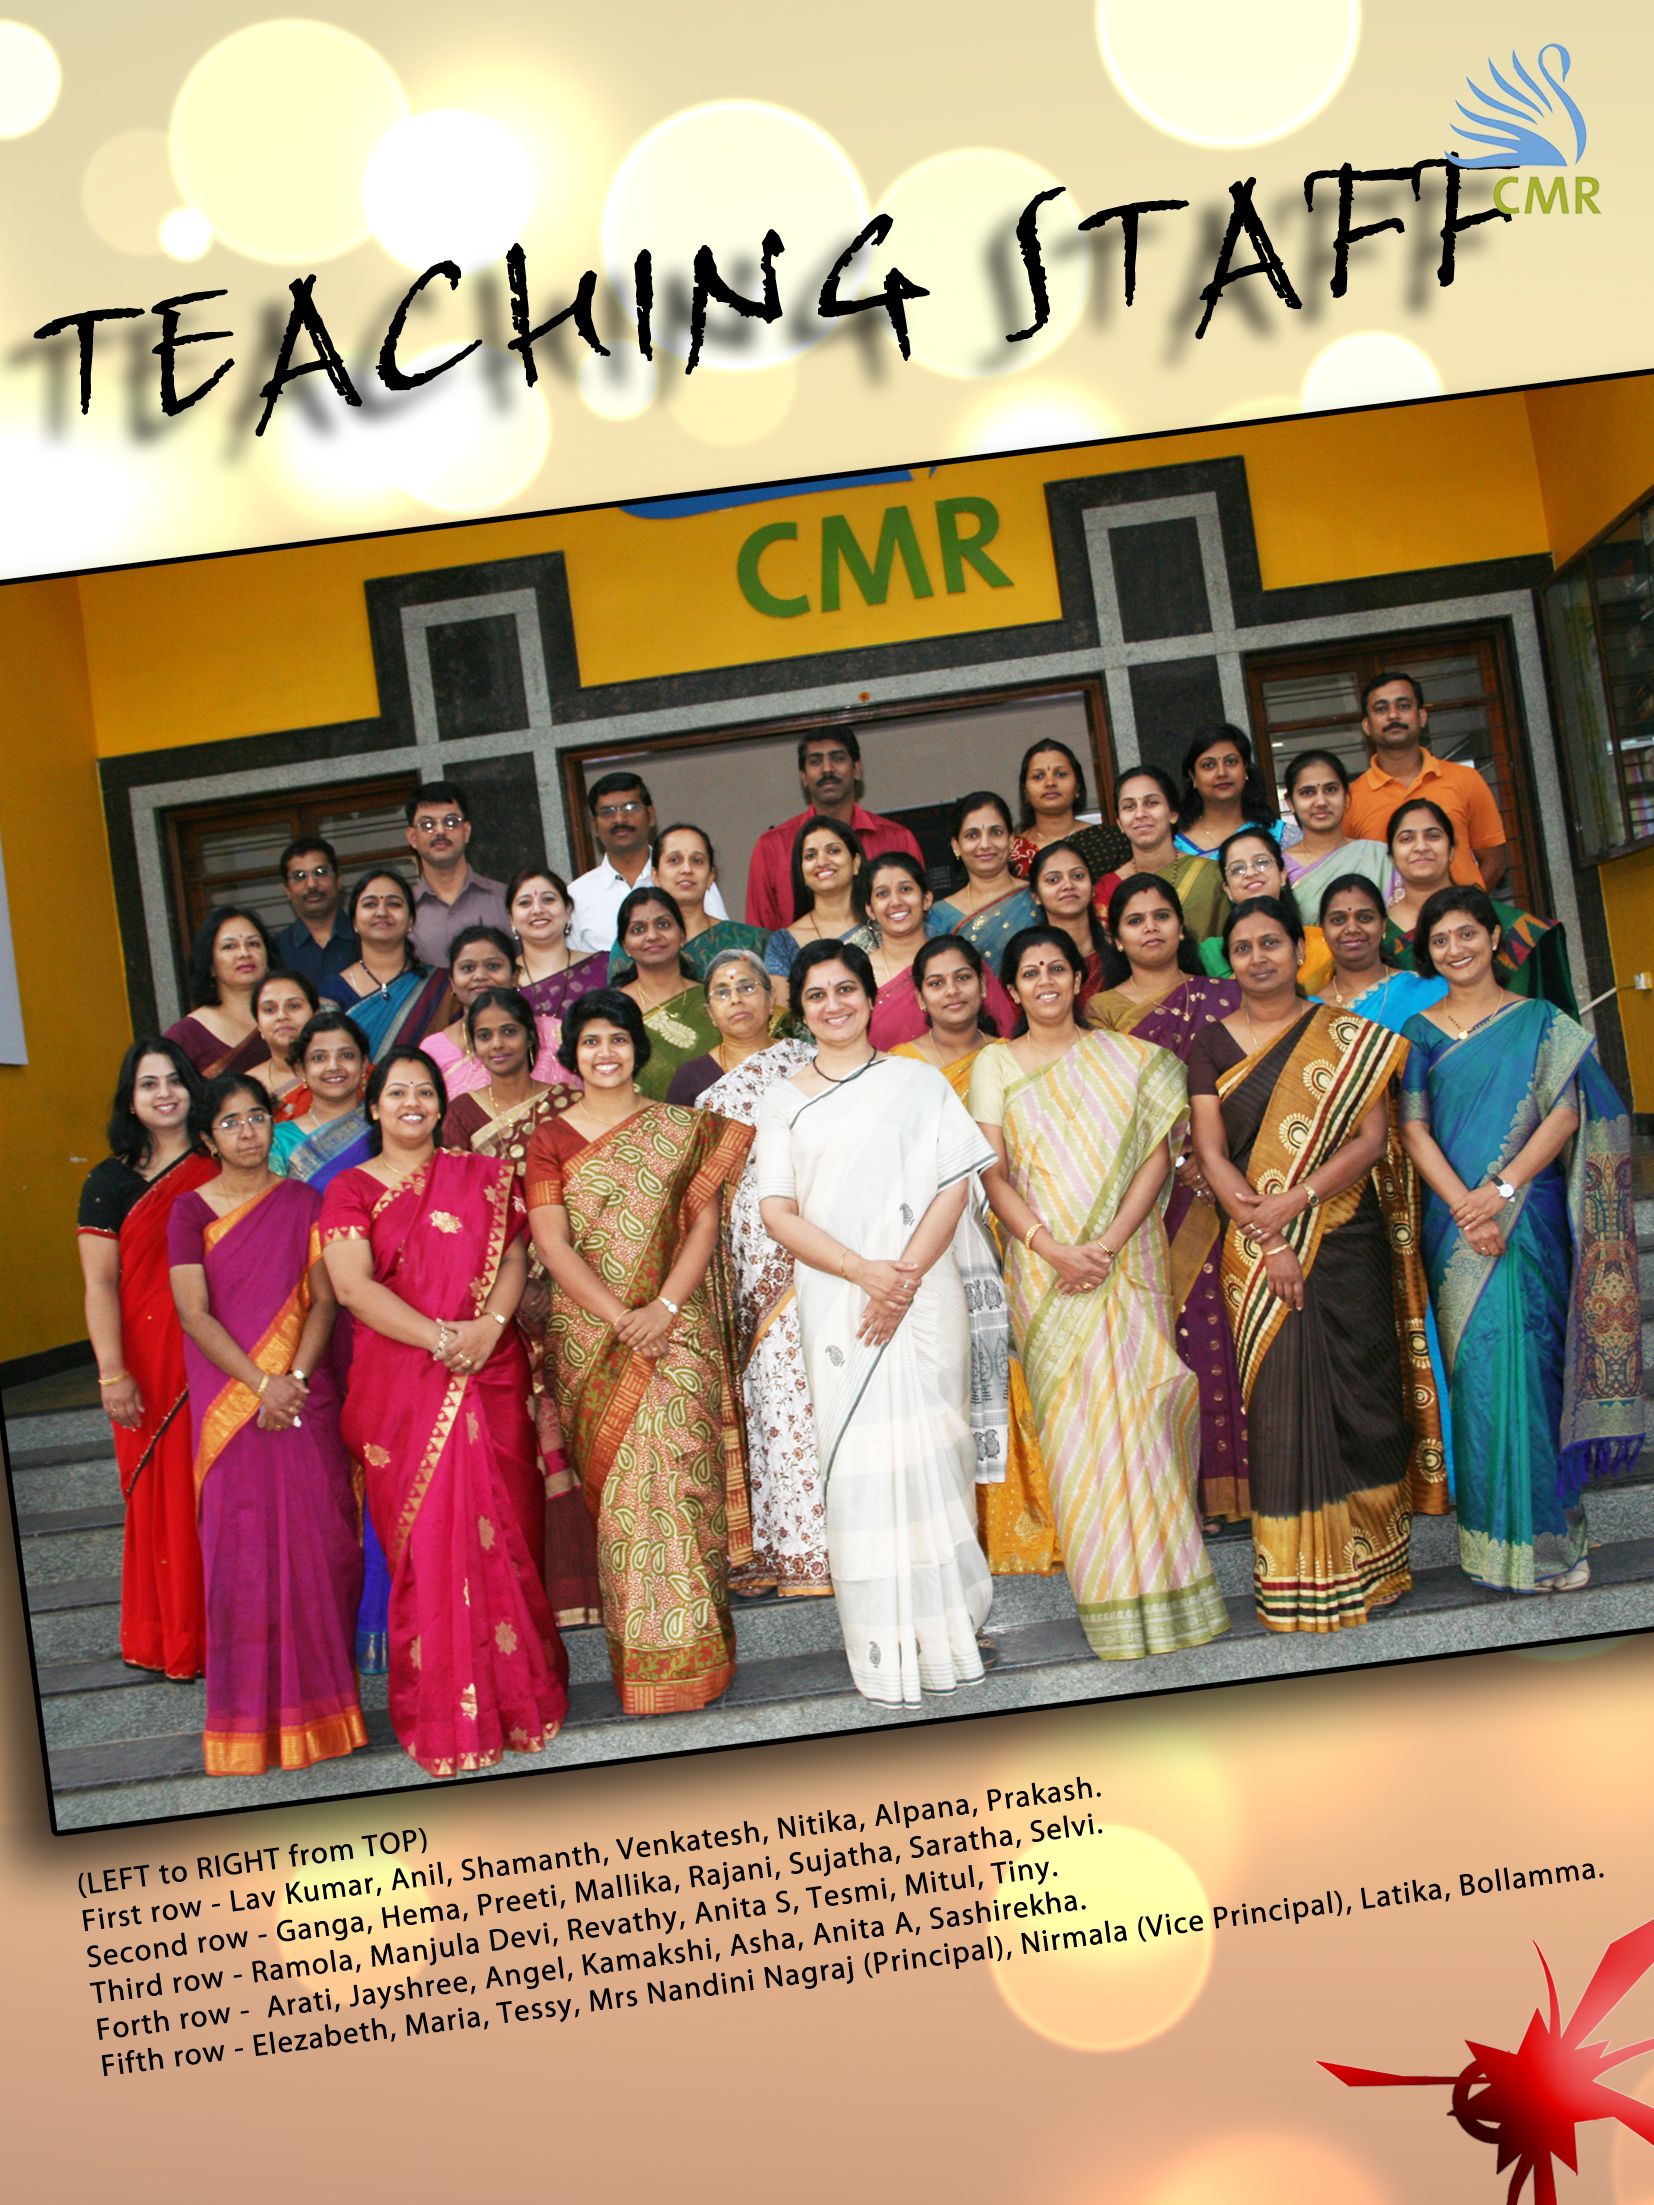 CMR
TEACHING STAFF
CMR
(LEFT to RIGHT from TOP)
First row - Lav Kumar, Anil, Shamanth, Venkatesh, Nitika, Alpana, Prakash.
Second row - Ganga, Hema, Preeti, Mallika, Rajani, Sujatha, Saratha, Selvi.
Third row - Ramola, Manjula Devi, Revathy, Anita S, Tesmi, Mitul, Tiny.
Forth row - Arati, Jayshree, Angel, Kamakshi, Asha, Anita A, Sashirekha.
Fifth row - Elezabeth, Maria, Tessy, Mrs Nandini Nagraj (Principal), Nirmala (Vice Principal), Latika, Bollamma.